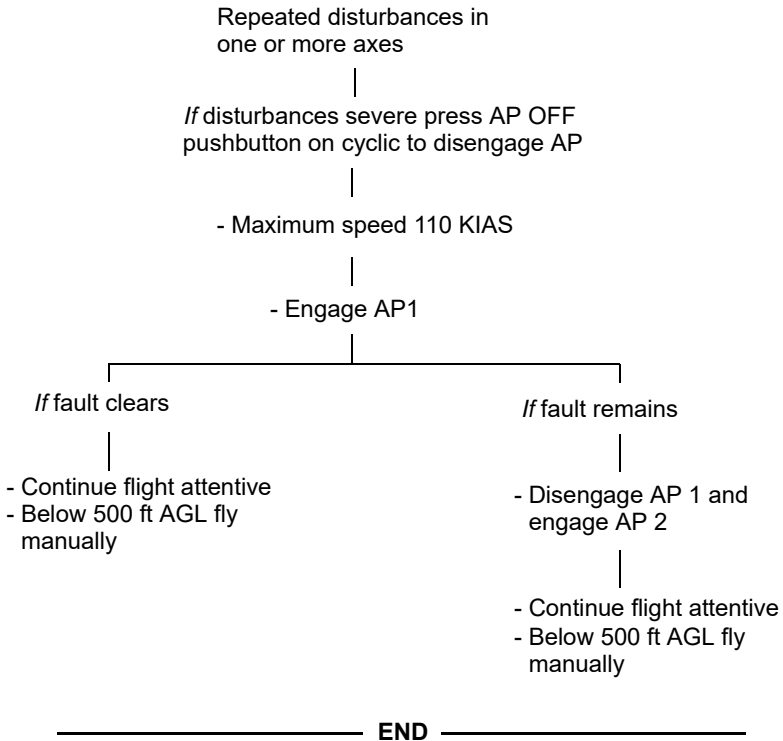 Repeated disturbances in
one or more axes
If disturbances severe press AP OFF
pushbutton on cyclic to disengage AP
- Maximum speed 110 KIAS
- Engage AP1
If fault clears
- Continue flight attentive
- Below 500 ft AGL fly
manually
If fault remains
- Disengage AP 1 and
engage AP 2
- Continue flight attentive
- Below 500 ft AGL fly
manually
END